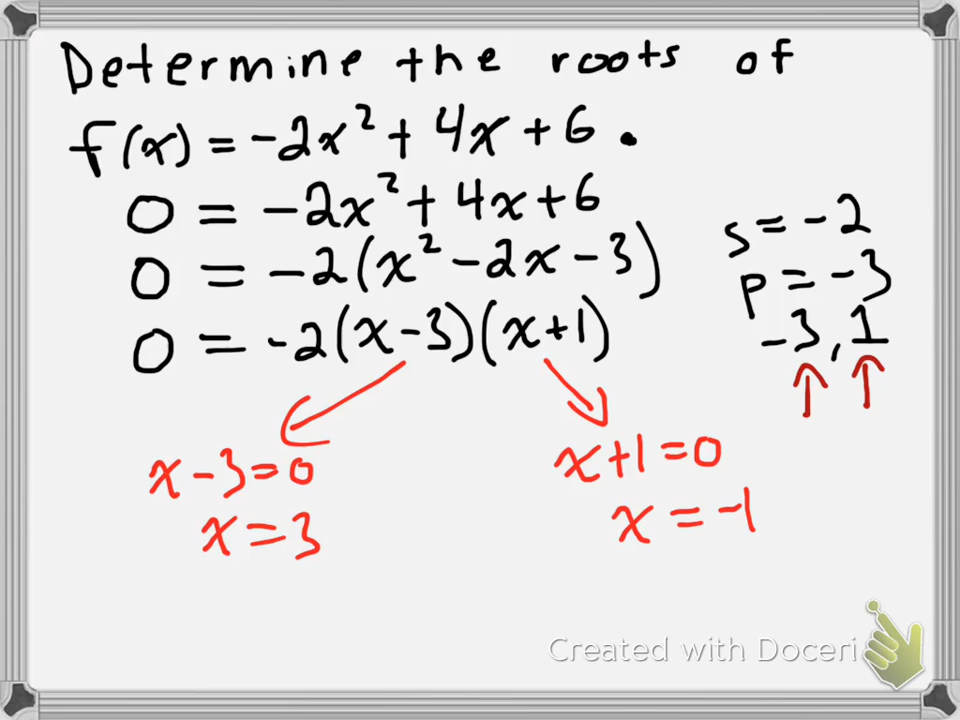 Determine the roots of
f(x) = -2x² + 4x + 6.
0 = -2x² + 4x + 6
0 = -2(x² - 2x - 3)
0 = -2(x-3)(x+1)
s = -2
p = -3
-3, 1
x-3=0
x=3
x+1=0
x=-1
Created with Doceri